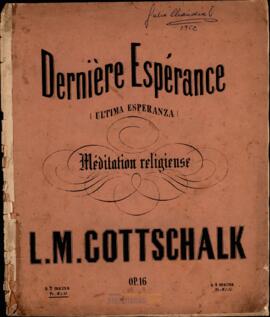 Dernière Espérance
( ULTIMA ESPERANZA )
Méditation religieuse
L.M. GOTTSCHALK
OP. 16